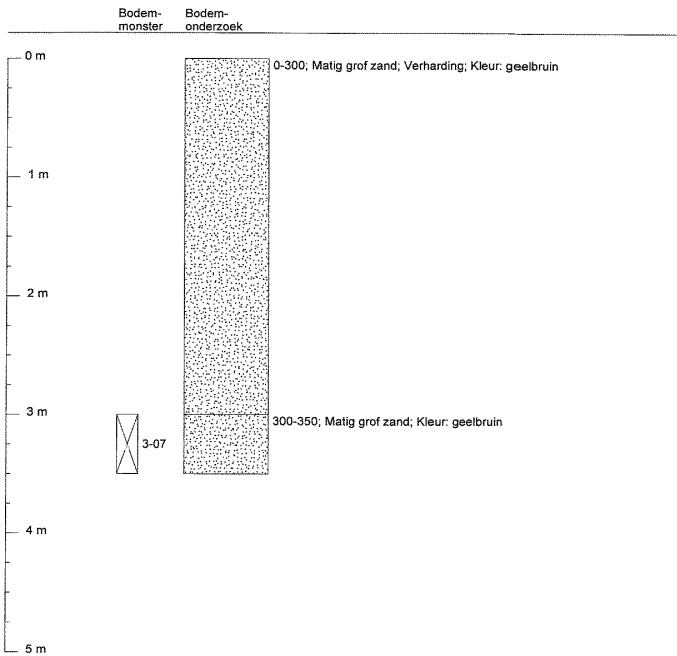 Bodem-
monster
Bodem-
onderzoek
0 m
0-300; Matig grof zand; Verharding; Kleur: geelbruin
1 m
2 m
3 m
300-350; Matig grof zand; Kleur: geelbruin
3-07
4 m
5 m